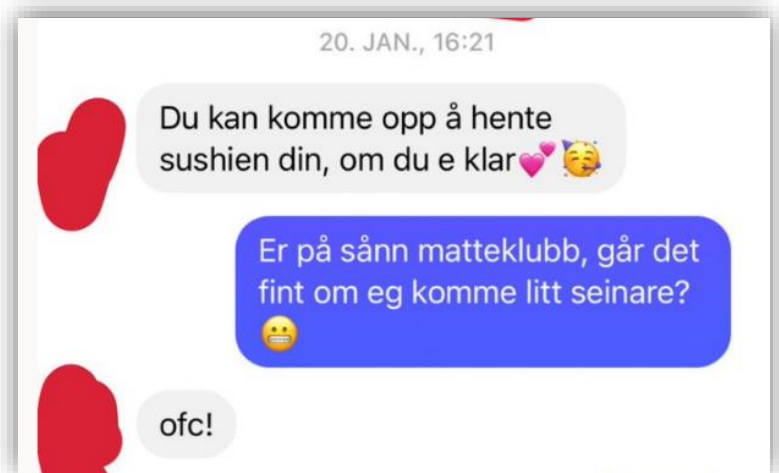 20. JAN., 16:21
Du kan komme opp å hente
sushien din, om du e klar💕🥳
Er på sånn matteklubb, går det
fint om eg komme litt seinare?
😬
ofc!